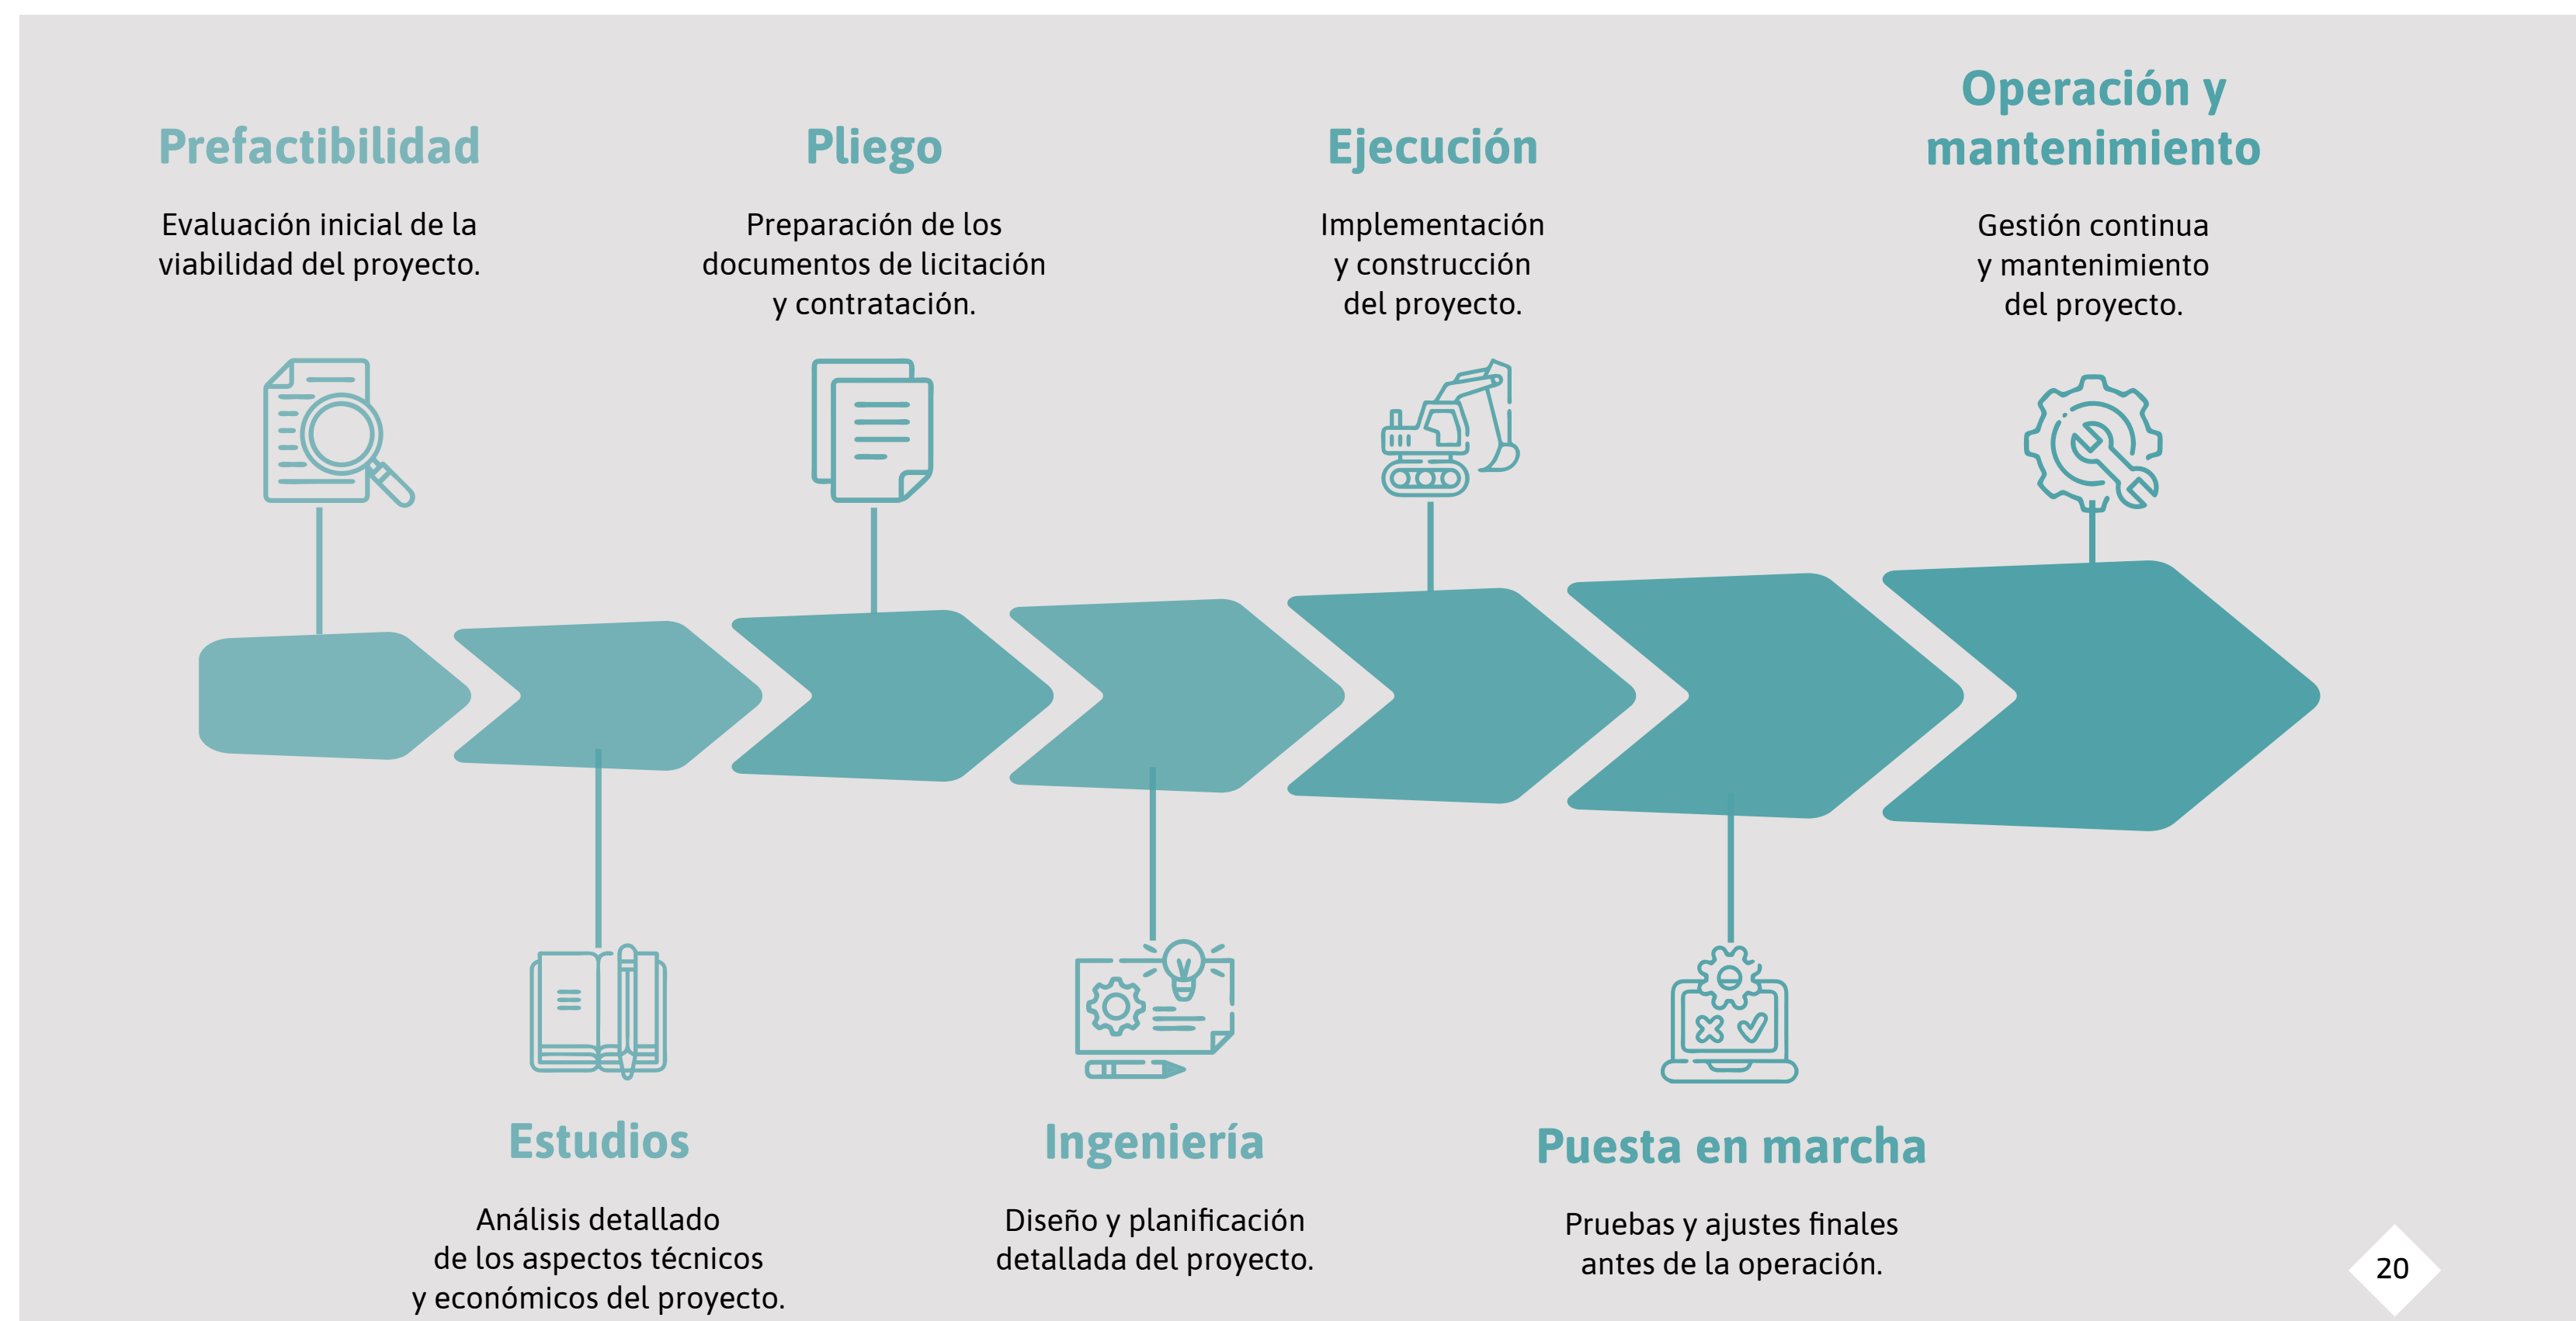 Prefactibilidad
Evaluación inicial de la
viabilidad del proyecto.
Estudios
Análisis detallado
de los aspectos técnicos
y económicos del proyecto.
Pliego
Preparación de los
documentos de licitación
y contratación.
Ingeniería
Diseño y planificación
detallada del proyecto.
Ejecución
Implementación
y construcción
del proyecto.
Puesta en marcha
Pruebas y ajustes finales
antes de la operación.
Operación y
mantenimiento
Gestión continua
y mantenimiento
del proyecto.
20